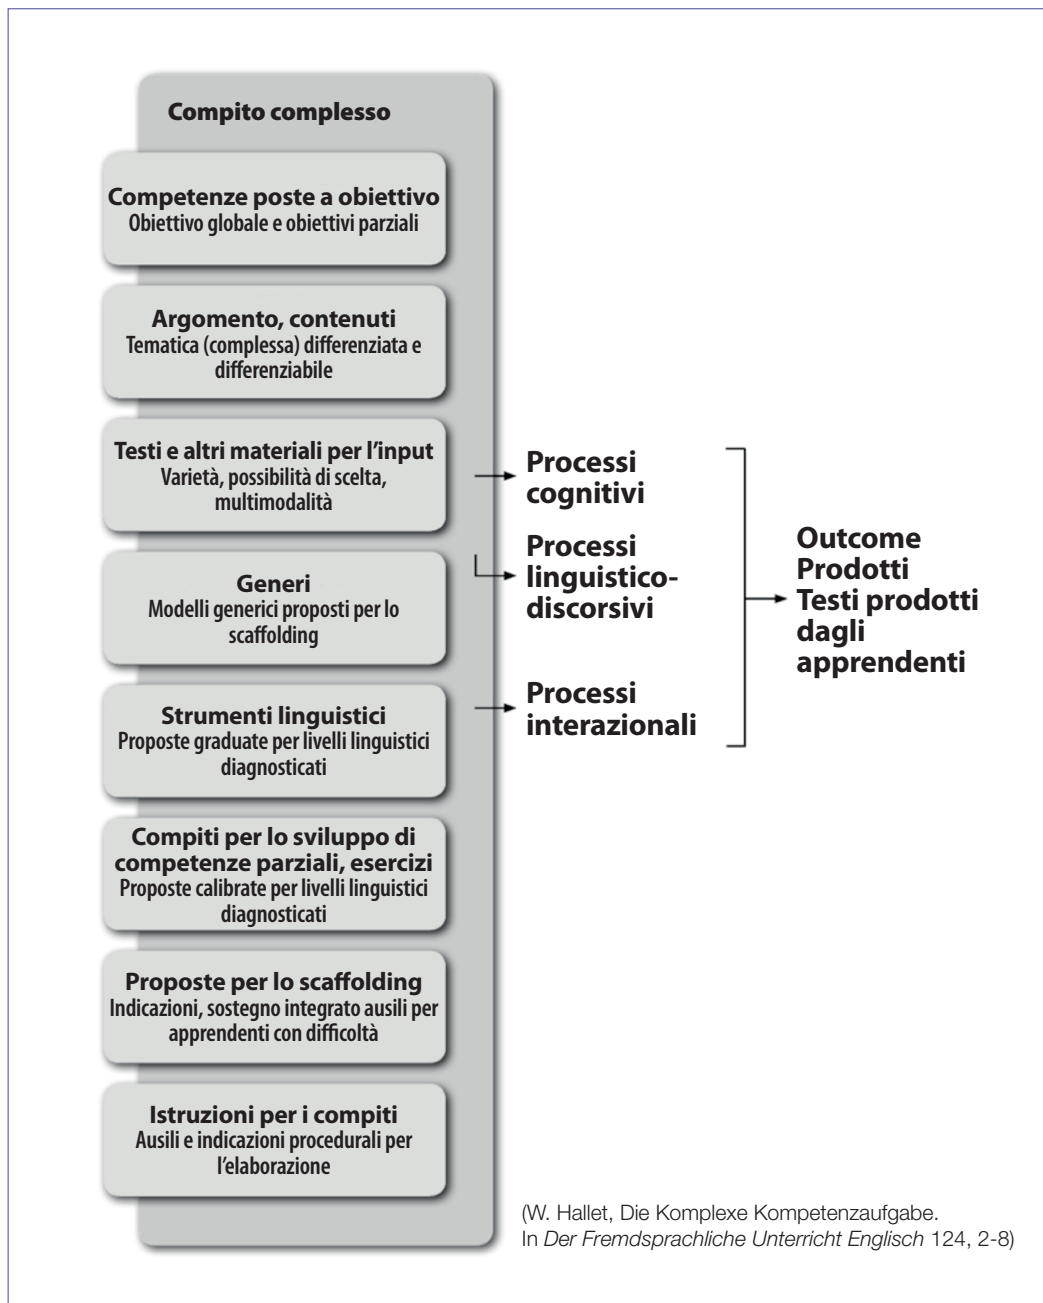 Compito complesso
Competenze poste a obiettivo
Obiettivo globale e obiettivi parziali
Argomento, contenuti
Tematica (complessa) differenziata e
differenziabile
Testi e altri materiali per l'input
Varietà, possibilità di scelta,
multimodalità
Generi
Modelli generici proposti per lo
scaffolding
Strumenti linguistici
Proposte graduate per livelli linguistici
diagnosticati
Compiti per lo sviluppo di
competenze parziali, esercizi
Proposte calibrate per livelli linguistici
diagnosticati
Proposte per lo scaffolding
Indicazioni, sostegno integrato ausili per
apprendenti con difficoltà
Istruzioni per i compiti
Ausili e indicazioni procedurali per
l'elaborazione
Processi
cognitivi
Processi
linguistico-
discorsivi
Processi
interazionali
Outcome
Prodotti
Testi prodotti
dagli
apprendenti
(W. Hallet, Die Komplexe Kompetenzaufgabe.
In Der Fremdsprachliche Unterricht Englisch 124, 2-8)